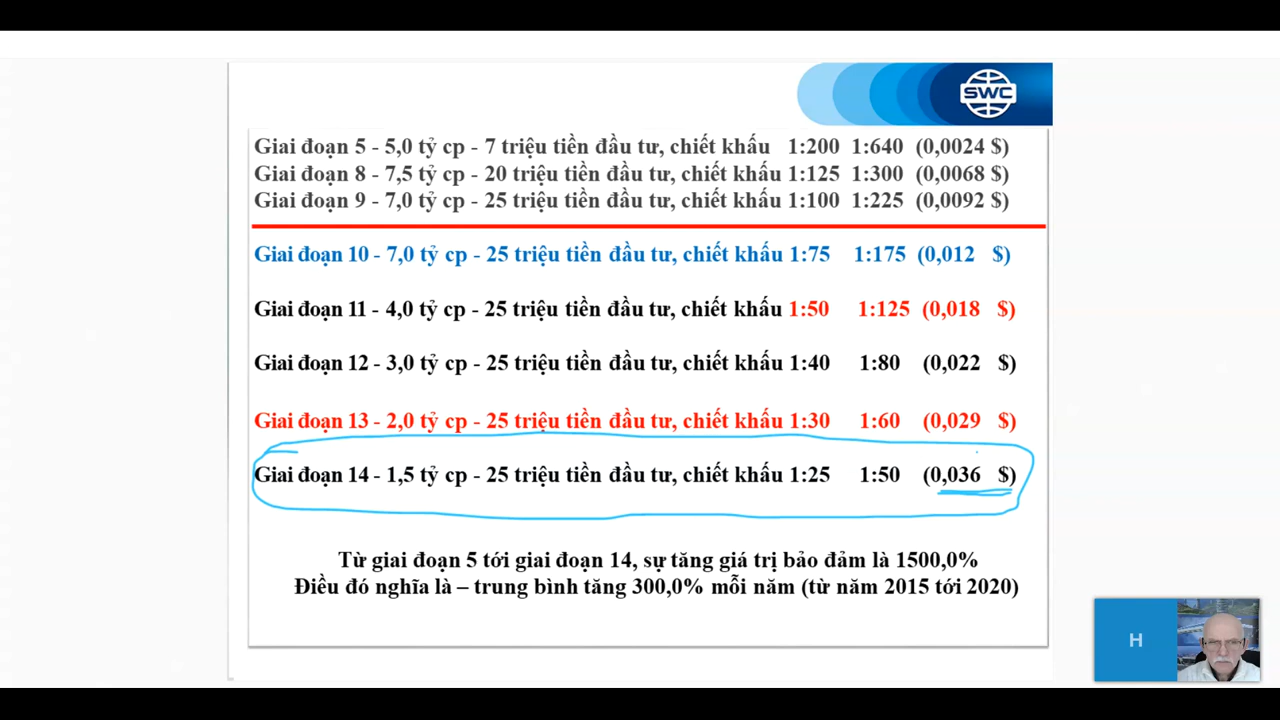 SWC
Giai đoạn 5 - 5,0 tỷ cp - 7 triệu tiền đầu tư, chiết khấu 1:200 1:640 (0,0024 $)
Giai đoạn 8 - 7,5 tỷ cp - 20 triệu tiền đầu tư, chiết khấu 1:125 1:300 (0,0068 $)
Giai đoạn 9 - 7,0 tỷ cp - 25 triệu tiền đầu tư, chiết khấu 1:100 1:225 (0,0092 $)
Giai đoạn 10 - 7,0 tỷ cp - 25 triệu tiền đầu tư, chiết khấu 1:75 1:175 (0,012 $)
Giai đoạn 11 - 4,0 tỷ cp - 25 triệu tiền đầu tư, chiết khấu 1:50 1:125 (0,018 $)
Giai đoạn 12 - 3,0 tỷ cp - 25 triệu tiền đầu tư, chiết khấu 1:40 1:80 (0,022 $)
Giai đoạn 13 - 2,0 tỷ cp - 25 triệu tiền đầu tư, chiết khấu 1:30 1:60 (0,029 $)
Giai đoạn 14 - 1,5 tỷ cp - 25 triệu tiền đầu tư, chiết khấu 1:25 1:50 (0,036 $)
Từ giai đoạn 5 tới giai đoạn 14, sự tăng giá trị bảo đảm là 1500,0%
Điều đó nghĩa là – trung bình tăng 300,0% mỗi năm (từ năm 2015 tới 2020)
H